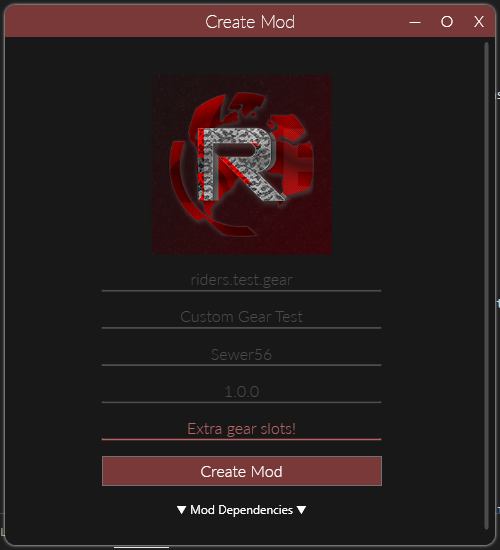 Create Mod
R
riders.test.gear
Custom Gear Test
Sewer56
1.0.0
Extra gear slots!
Create Mod
▼ Mod Dependencies ▼